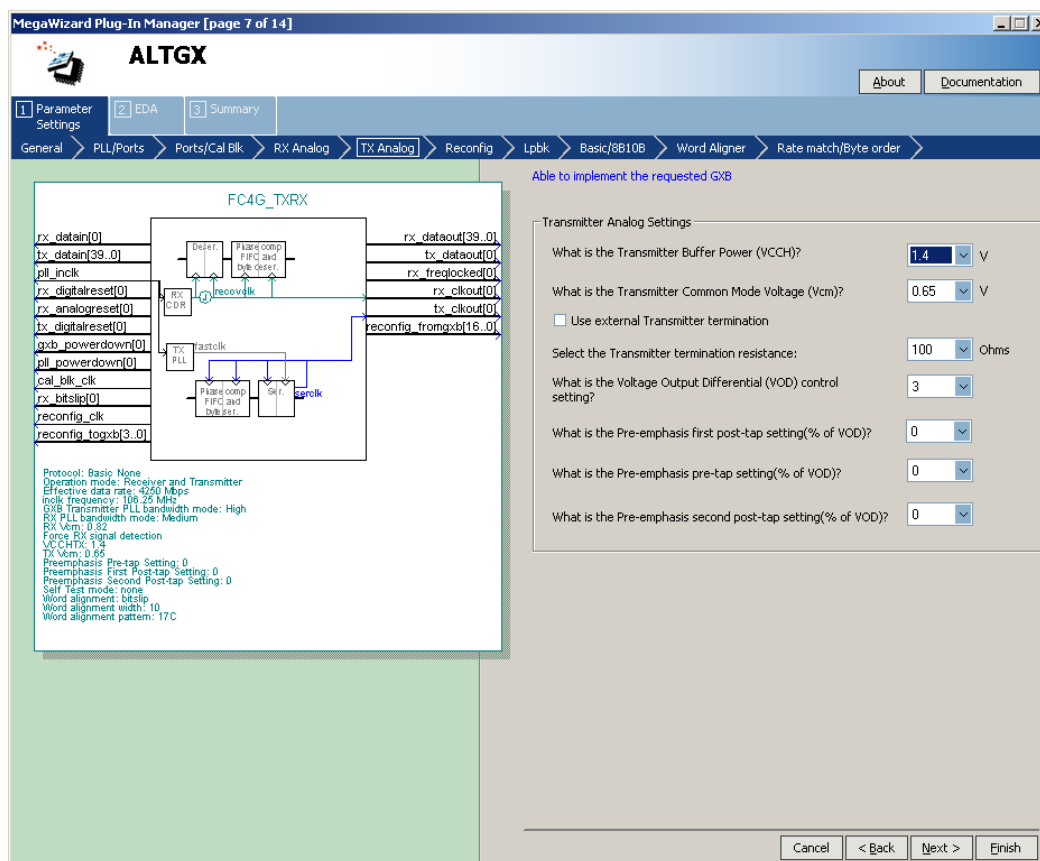 MegaWizard Plug-In Manager [page 7 of 14]
ALTGX
About
Documentation
1 Parameter Settings
2 EDA
3 Summary
General
PLL/Ports
Ports/Cal Blk
RX Analog
TX Analog
Reconfig
Lpbk
Basic/8B10B
Word Aligner
Rate match/Byte order
FC4G_TXRX
rx_datain[0]
tx_datain[39..0]
pll_inclk
rx_digitalreset[0]
rx_analogreset[0]
tx_digitalreset[0]
gxb_powerdown[0]
pll_powerdown[0]
cal_blk_clk
rx_bitslip[0]
reconfig_clk
reconfig_togxb[3..0]
Deser.
Phase comp
FIFO and
byte deser.
RX
CDR
recovclk
TX
PLL
fastclk
Phase comp
FIFO and
byte ser.
Ser.
serclk
rx_dataout[39..0]
tx_dataout[0]
rx_freqlocked[0]
rx_clkout[0]
tx_clkout[0]
reconfig_fromgxb[16..0]
Protocol: Basic None
Operation mode: Receiver and Transmitter
Effective data rate: 4250 Mbps
inclk frequency: 106.25 MHz
GXB Transmitter PLL bandwidth mode: High
RX PLL bandwidth mode: Medium
RX Vcm: 0.82
Force RX signal detection
VCCHTX: 1.4
TX Vcm: 0.65
Preemphasis Pre-tap Setting: 0
Preemphasis First Post-tap Setting: 0
Preemphasis Second Post-tap Setting: 0
Self Test mode: none
Word alignment: bitslip
Word alignment width: 10
Word alignment pattern: 17C
Able to implement the requested GXB
Transmitter Analog Settings
What is the Transmitter Buffer Power (VCCH)? 1.4 V
What is the Transmitter Common Mode Voltage (Vcm)? 0.65 V
Use external Transmitter termination
Select the Transmitter termination resistance: 100 Ohms
What is the Voltage Output Differential (VOD) control
setting? 3
What is the Pre-emphasis first post-tap setting(% of VOD)? 0
What is the Pre-emphasis pre-tap setting(% of VOD)? 0
What is the Pre-emphasis second post-tap setting(% of VOD)? 0
Cancel
< Back
Next >
Finish